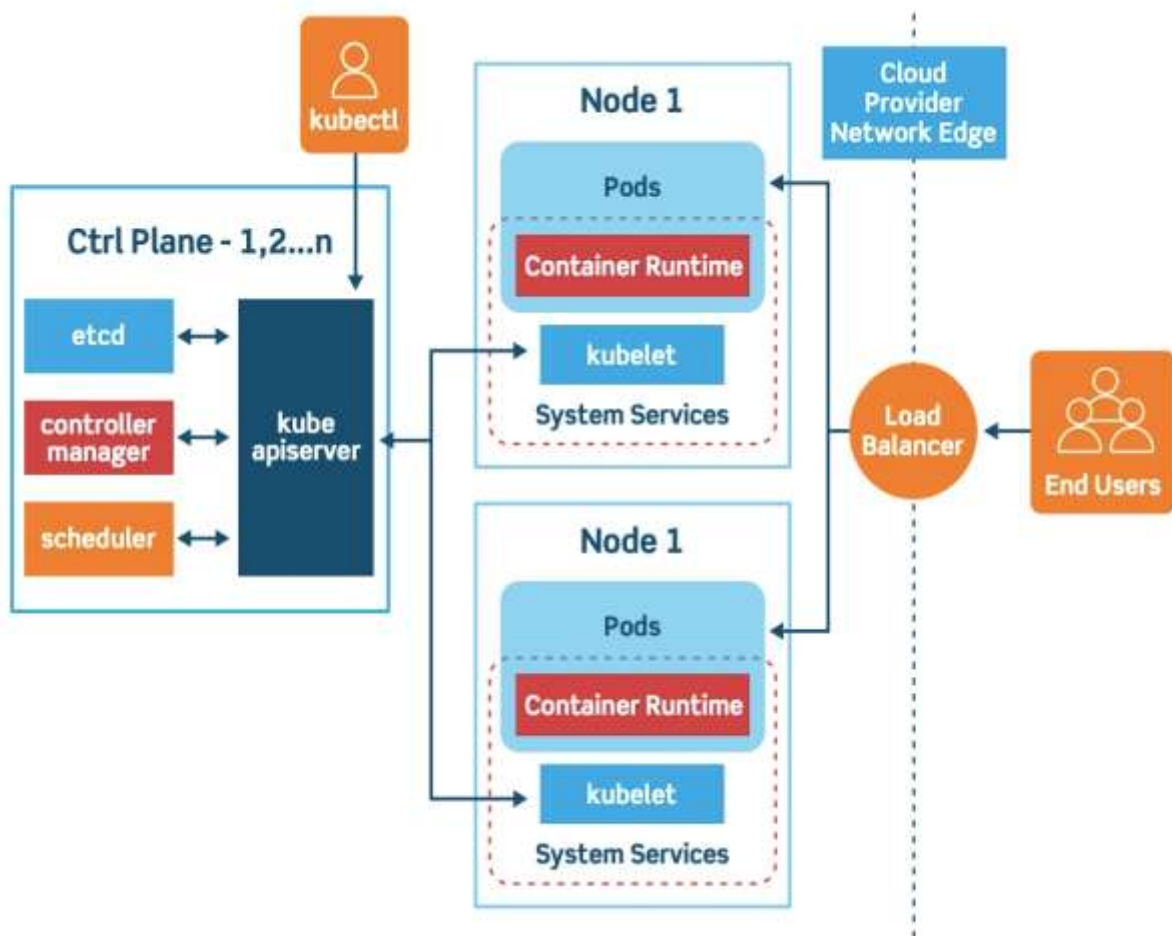 kubectl
Ctrl Plane - 1,2...n
etcd
controller
manager
scheduler
kube
apiserver
Node 1
Pods
Container Runtime
kubelet
System Services
Node 1
Pods
Container Runtime
kubelet
System Services
Cloud
Provider
Network Edge
Load
Balancer
End Users